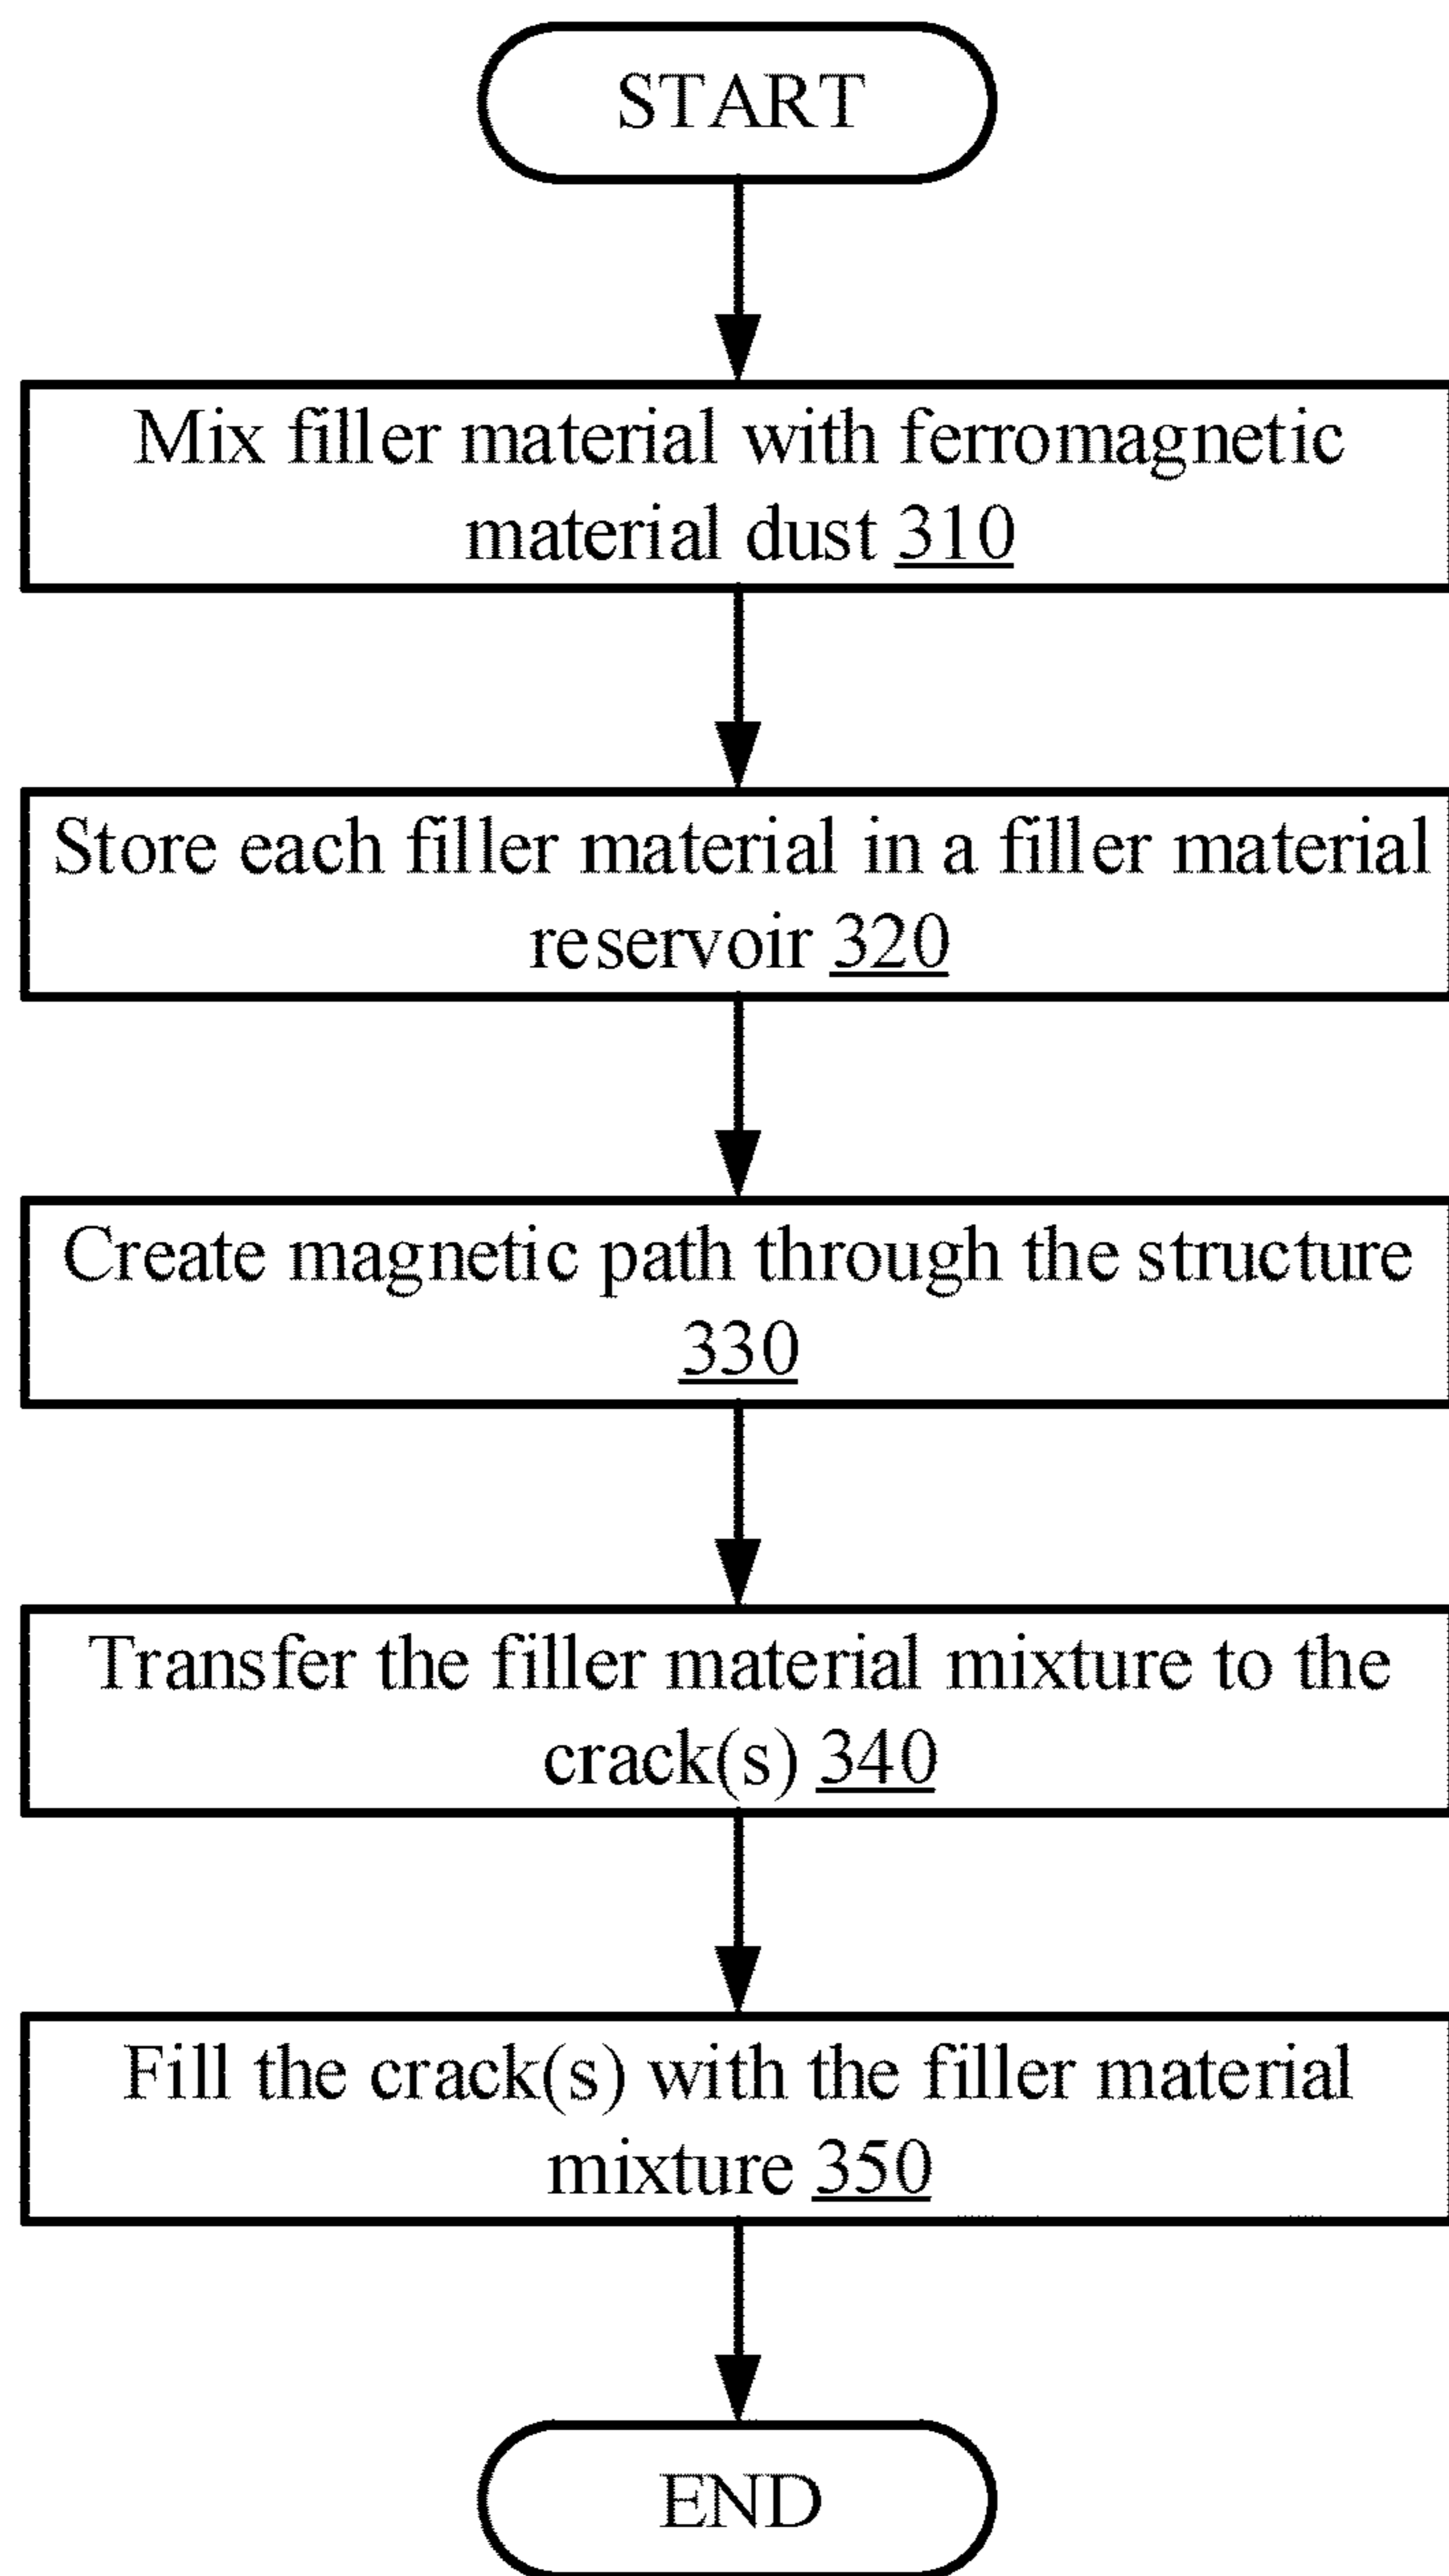 START
Mix filler material with ferromagnetic
material dust 310
Store each filler material in a filler material
reservoir 320
Create magnetic path through the structure
330
Transfer the filler material mixture to the
crack(s) 340
Fill the crack(s) with the filler material
mixture 350
END